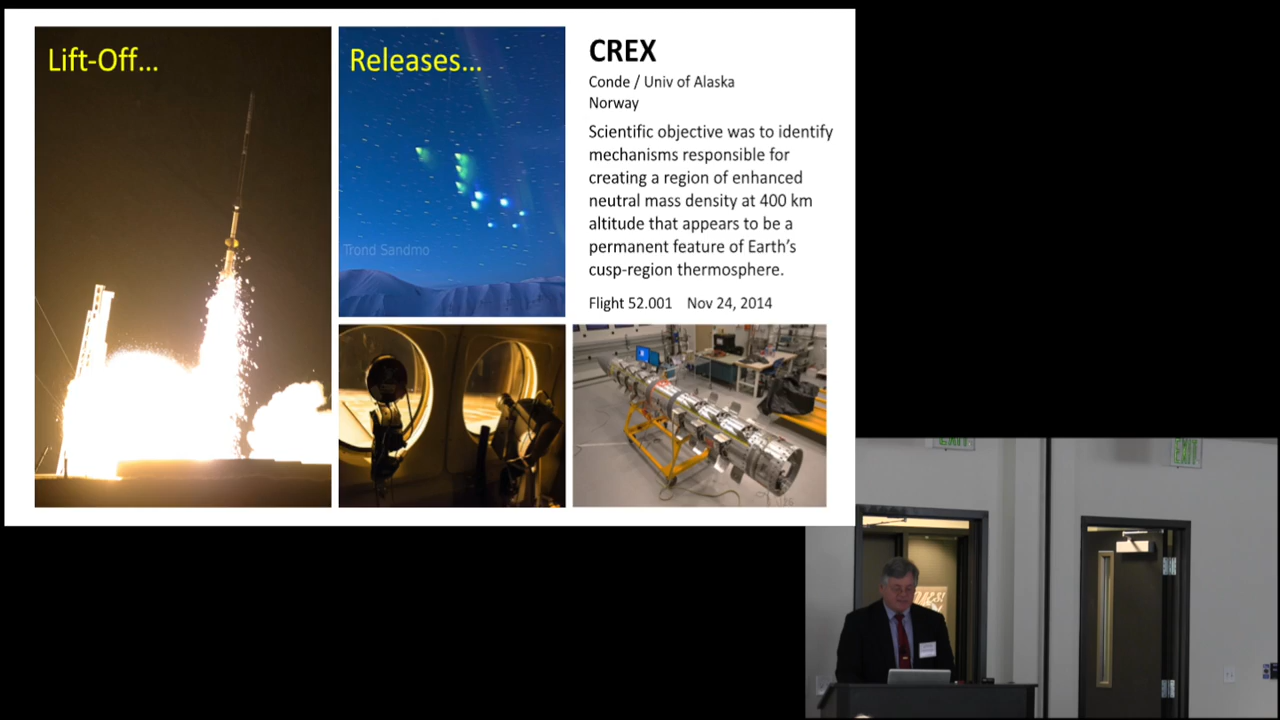 Lift-Off...
Releases...
Trond Sandmo
CREX
Conde / Univ of Alaska
Norway
Scientific objective was to identify
mechanisms responsible for
creating a region of enhanced
neutral mass density at 400 km
altitude that appears to be a
permanent feature of Earth's
cusp-region thermosphere.
Flight 52.001 Nov 24, 2014
EXIT